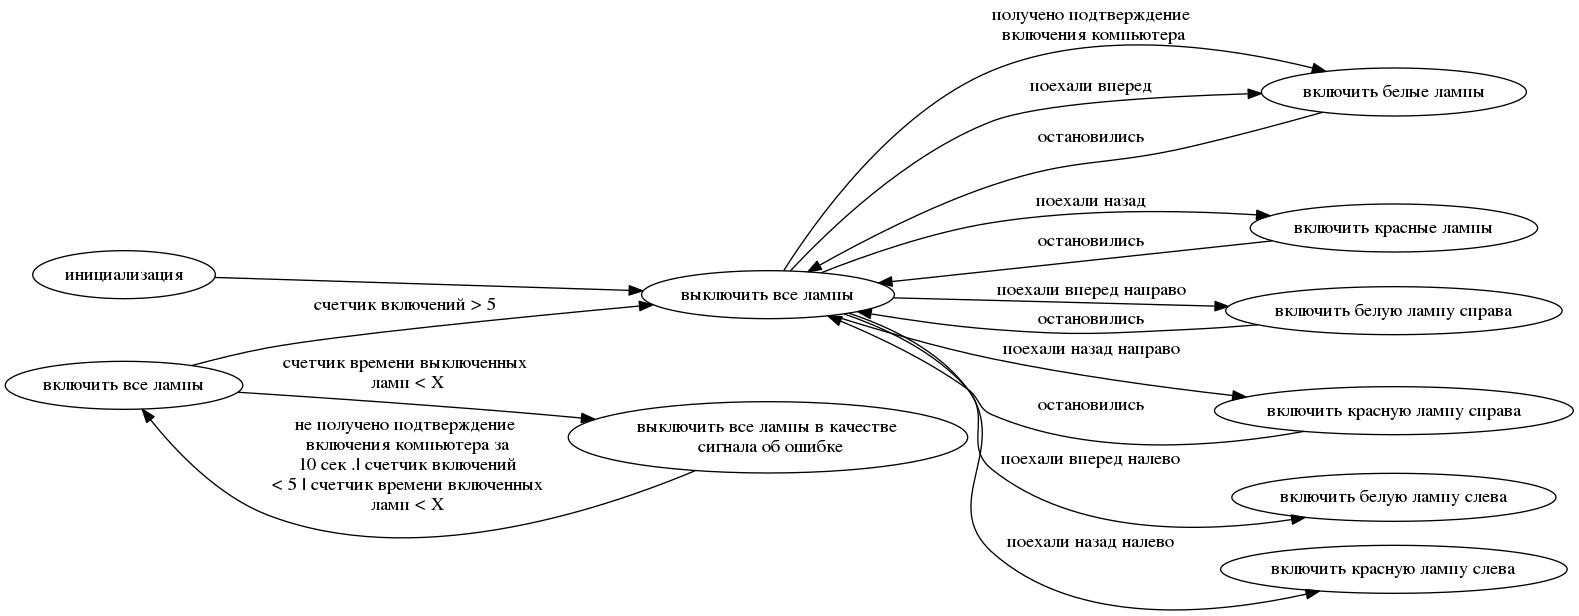 получено подтверждение
включения компьютера
включить белые лампы
поехали вперед
остановились
поехали назад
включить красные лампы
остановились
инициализация
выключить все лампы
поехали вперед направо
включить белую лампу справа
счетчик включений > 5
остановились
поехали назад направо
счетчик времени выключенных
ламп < X
включить все лампы
остановились
включить красную лампу справа
не получено подтверждение
включения компьютера за
10 сек .| счетчик включений
< 5 | счетчик времени включенных
ламп < X
выключить все лампы в качестве
сигнала об ошибке
поехали вперед налево
включить белую лампу слева
поехали назад налево
включить красную лампу слева